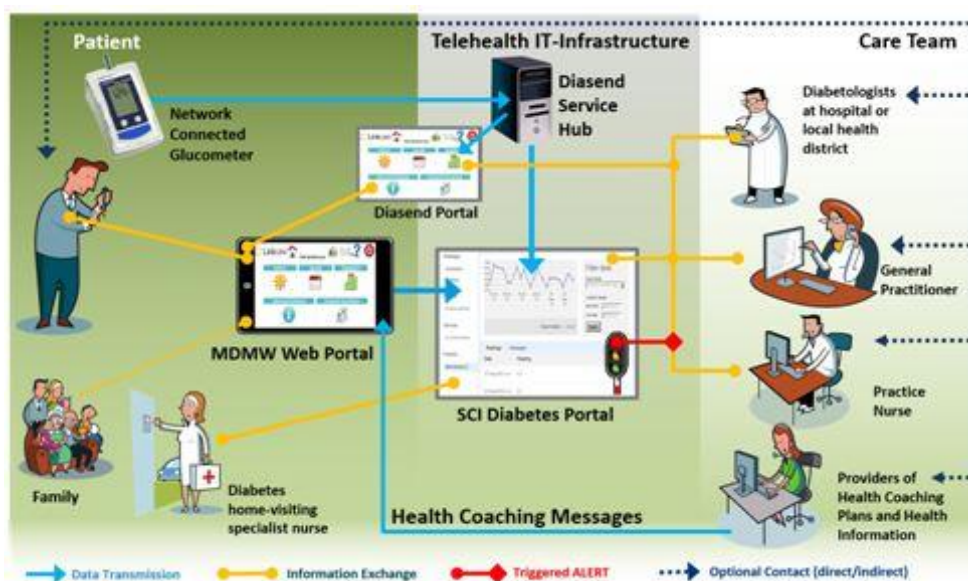 Patient
Telehealth IT-Infrastructure
Care Team
Network
Connected
Glucometer
Diasend
Service
Hub
Diabetologists
at hospital or
local health
district
Diasend Portal
General
Practitioner
MDMW Web Portal
SCI Diabetes Portal
Practice
Nurse
Family
Diabetes
home-visiting
specialist nurse
Health Coaching Messages
Providers of
Health Coaching
Plans and Health
Information
Data Transmission
Information Exchange
Triggered ALERT
Optional Contact (direct/indirect)